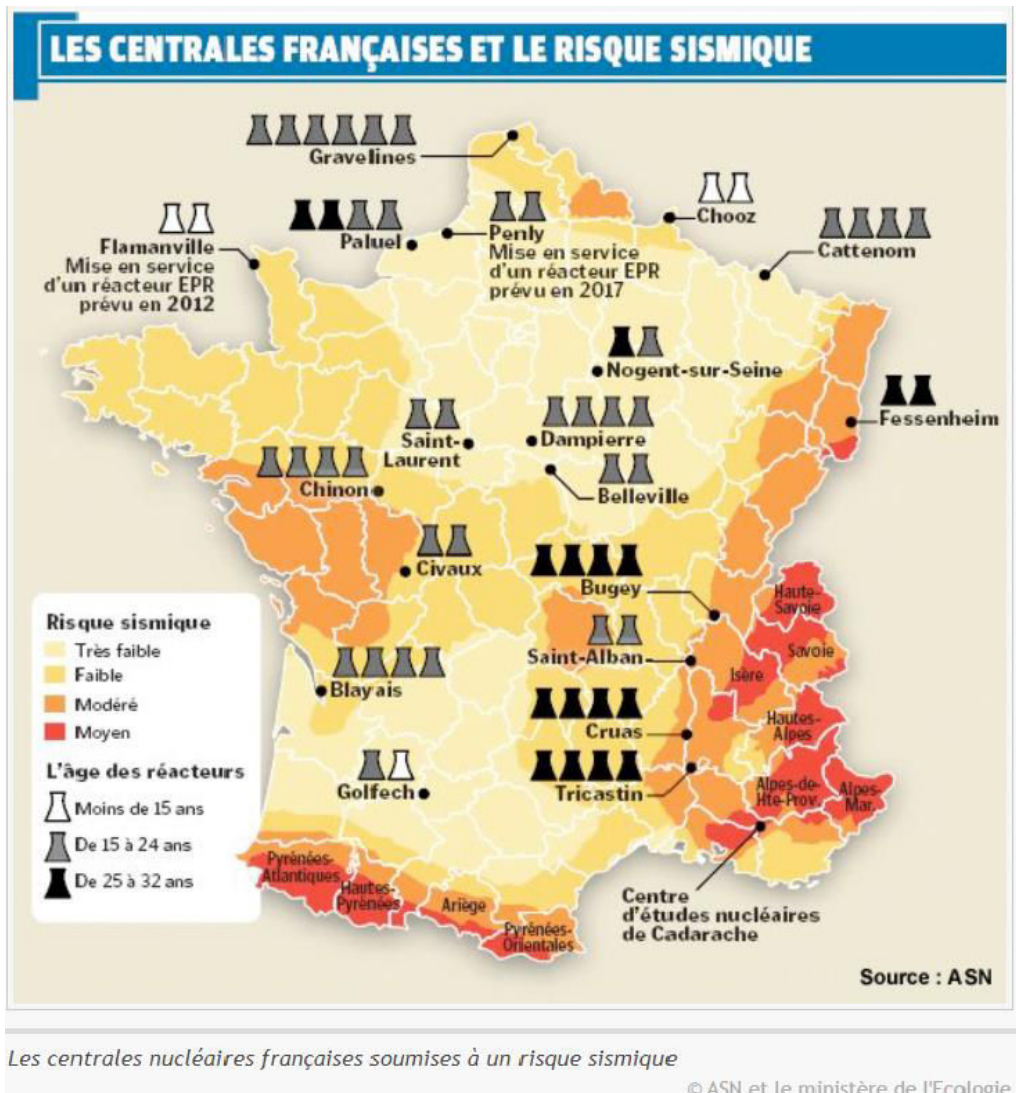 LES CENTRALES FRANÇAISES ET LE RISQUE SISMIQUE
Gravelines
Chooz
Flamanville
Mise en service
d'un réacteur EPR
prévu en 2012
Paluel
Penly
Mise en service
d'un réacteur EPR
prévu en 2017
Cattenom
Nogent-sur-Seine
Fessenheim
Saint-
Laurent
Dampierre
Chinon
Belleville
Civaux
Bugey
Haute-
Savoie
Saint-Alban
Savoie
Isère
Blayais
Cruas
Hautes-
Alpes
Golfech
Tricastin
Alpes-de-
Hte-Prov.
Alpes-
Mar.
Risque sismique
Très faible
Faible
Modéré
Moyen
L'âge des réacteurs
Moins de 15 ans
De 15 à 24 ans
De 25 à 32 ans
Pyrénées-
Atlantiques
Hautes-
Pyrénées
Ariège
Pyrénées-
Orientales
Centre
d'études nucléaires
de Cadarache
Source : ASN
Les centrales nucléaires françaises soumises à un risque sismique
© ASN et le ministère de l'Ecologie